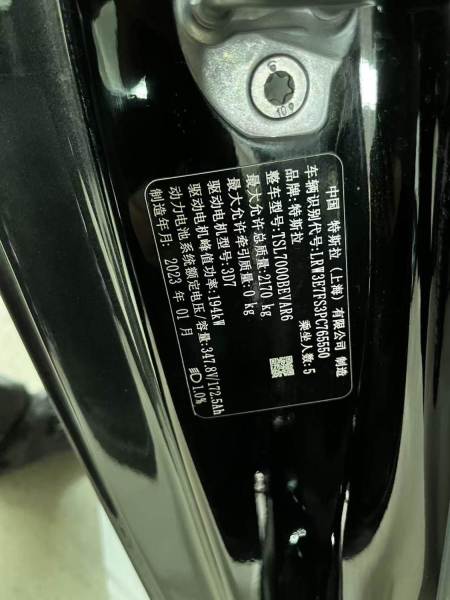 中国 特斯拉（上海）有限公司 制造
车辆识别代号：LRW3E7FS3PC765550
品牌：特斯拉 乘坐人数：5
整车型号：TSL7000BEVAR6
最大允许总质量：2170 kg
最大允许牵引质量：0 kg
驱动电机型号：3D7
驱动电机峰值功率：194kW
动力电池系统额定电压/容量：347.8V/172.5Ah
制造年月：2023 年 01 月 1.0%